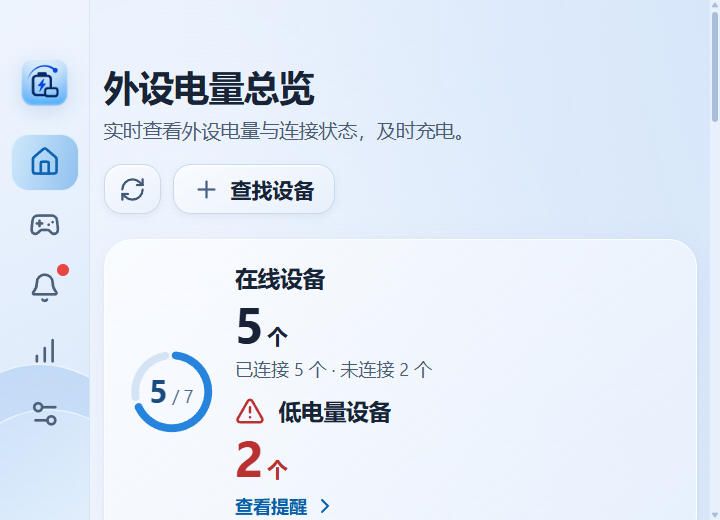 外设电量总览
实时查看外设电量与连接状态，及时充电。
查找设备
在线设备
5个
已连接 5 个 · 未连接 2 个
5 / 7
低电量设备
2个
查看提醒